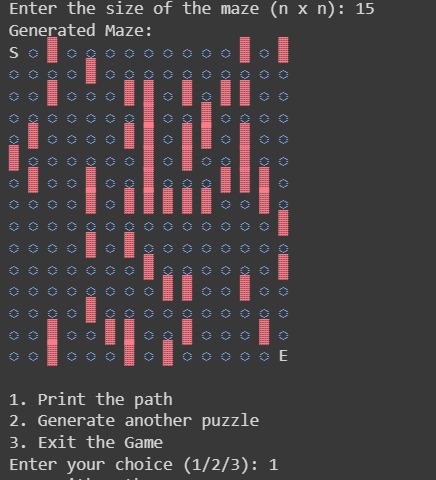 Enter the size of the maze (n x n): 15
Generated Maze:
S
E
1. Print the path
2. Generate another puzzle
3. Exit the Game
Enter your choice (1/2/3): 1